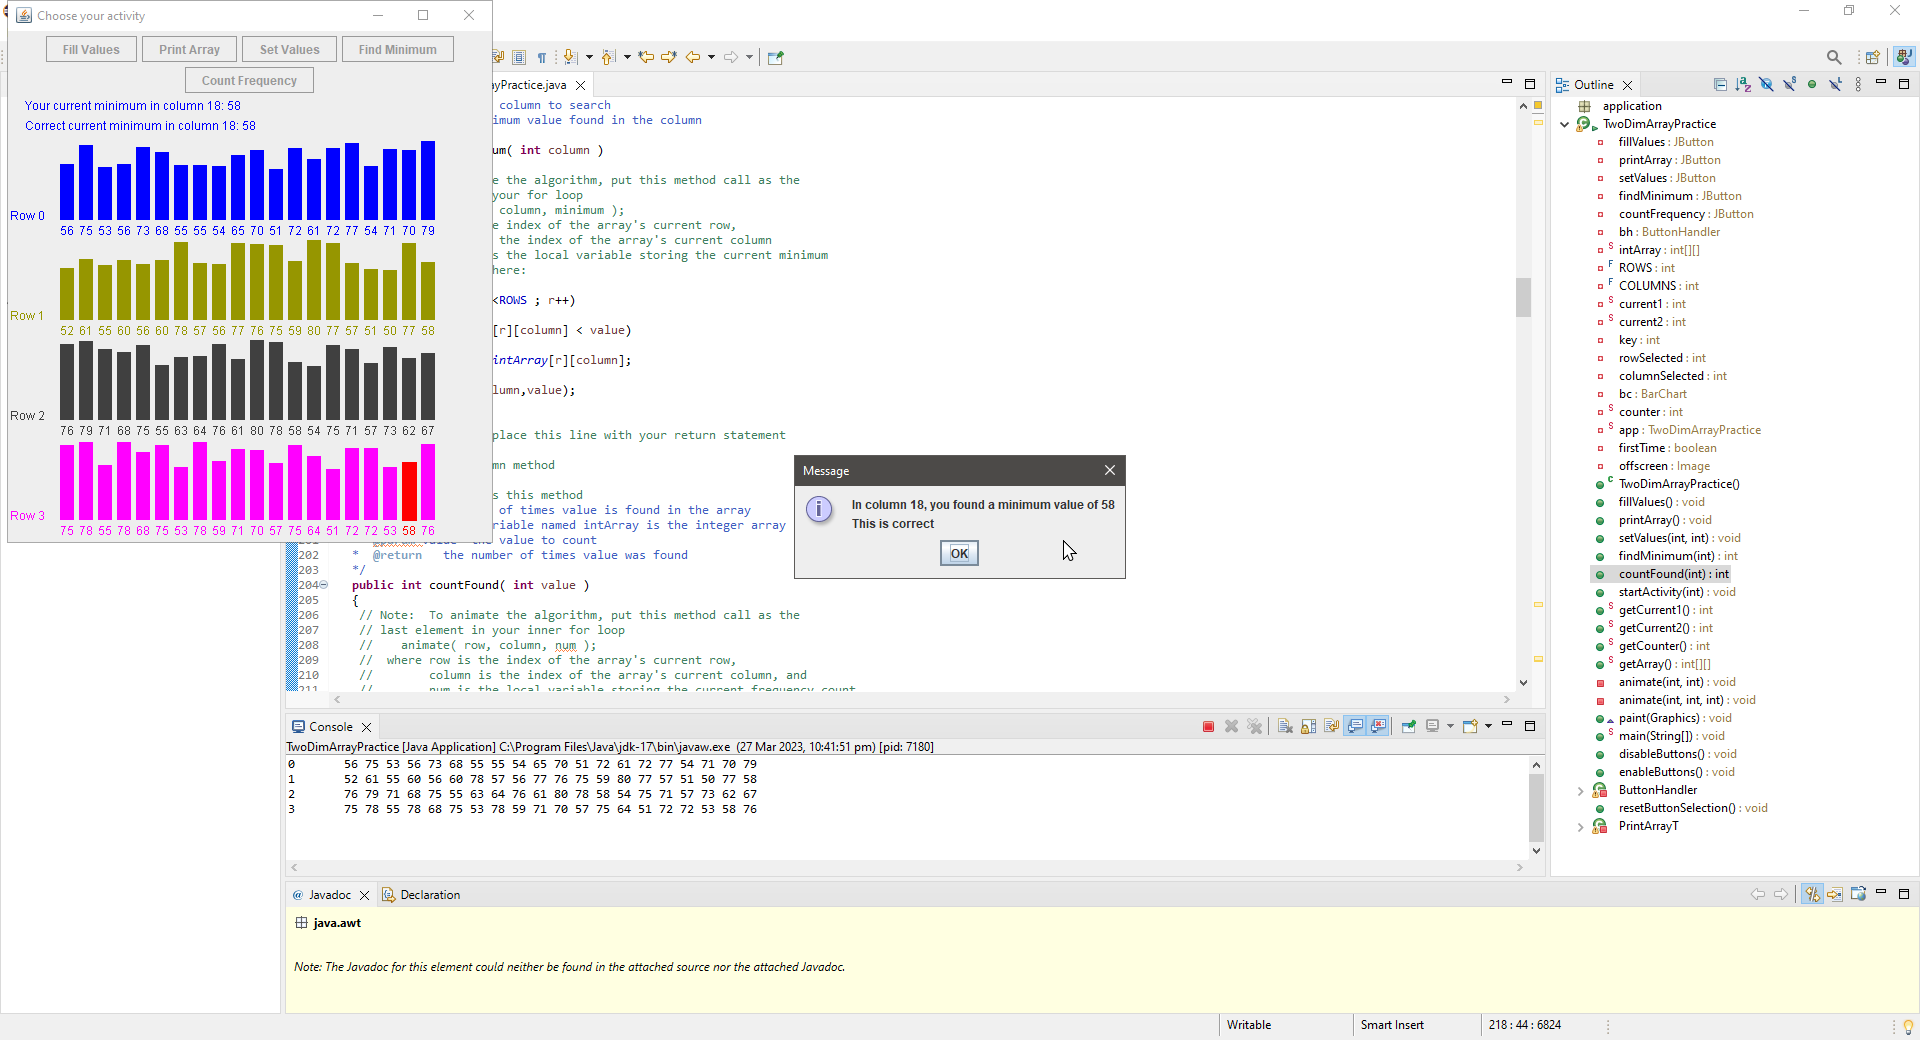 Choose your activity
Fill Values
Print Array
Set Values
Find Minimum
Count Frequency
Your current minimum in column 18: 58
Correct current minimum in column 18: 58
Row 0
56 75 53 56 73 68 55 55 54 65 70 51 72 61 72 77 54 71 70 79
Row 1
52 61 55 60 56 60 78 57 56 77 76 75 59 80 77 57 51 50 77 58
Row 2
76 79 71 68 75 55 63 64 76 61 80 78 58 54 75 71 57 73 62 67
Row 3
75 78 55 78 68 75 53 78 59 71 70 57 75 64 51 72 72 53 58 76
yPractice.java
column to search
imum value found in the column
um( int column )
e the algorithm, put this method call as the
your for loop
column, minimum );
e index of the array's current row,
the index of the array's current column
s the local variable storing the current minimum
here:
<ROWS ; r++)
[r][column] < value)
intArray[r][column];
lumn,value);
place this line with your return statement
mn method
s this method
of times value is found in the array
riable named intArray is the integer array
the value to count
202 * @return the number of times value was found
203 */
204 public int countFound( int value )
205 {
206 // Note: To animate the algorithm, put this method call as the
207 // last element in your inner for loop
208 // animate( row, column, num );
209 // where row is the index of the array's current row,
210 // column is the index of the array's current column, and
211 // num is the local variable storing the current frequency count
Message
In column 18, you found a minimum value of 58
This is correct
OK
Console
TwoDimArrayPractice [Java Application] C:\Program Files\Java\jdk-17\bin\javaw.exe (27 Mar 2023, 10:41:51 pm) [pid: 7180]
0 56 75 53 56 73 68 55 55 54 65 70 51 72 61 72 77 54 71 70 79
1 52 61 55 60 56 60 78 57 56 77 76 75 59 80 77 57 51 50 77 58
2 76 79 71 68 75 55 63 64 76 61 80 78 58 54 75 71 57 73 62 67
3 75 78 55 78 68 75 53 78 59 71 70 57 75 64 51 72 72 53 58 76
@ Javadoc
Declaration
java.awt
Note: The Javadoc for this element could neither be found in the attached source nor the attached Javadoc.
Outline
application
TwoDimArrayPractice
fillValues : JButton
printArray : JButton
setValues : JButton
findMinimum : JButton
countFrequency : JButton
bh : ButtonHandler
intArray : int[][]
ROWS : int
COLUMNS : int
current1 : int
current2 : int
key : int
rowSelected : int
columnSelected : int
bc : BarChart
counter : int
app : TwoDimArrayPractice
firstTime : boolean
offscreen : Image
TwoDimArrayPractice()
fillValues() : void
printArray() : void
setValues(int, int) : void
findMinimum(int) : int
countFound(int) : int
startActivity(int) : void
getCurrent1() : int
getCurrent2() : int
getCounter() : int
getArray() : int[][]
animate(int, int) : void
animate(int, int, int) : void
paint(Graphics) : void
main(String[]) : void
disableButtons() : void
enableButtons() : void
ButtonHandler
resetButtonSelection() : void
PrintArrayT
Writable
Smart Insert
218 : 44 : 6824